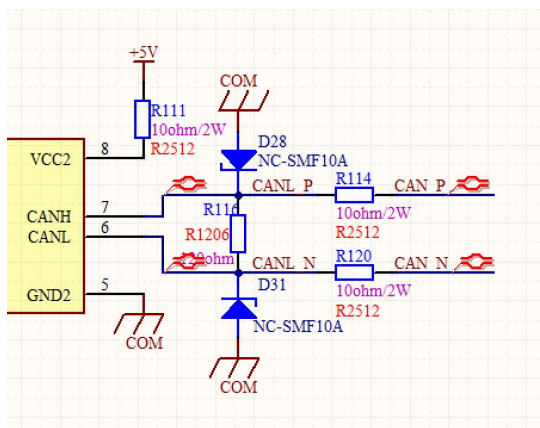 +5V
COM
R111
10ohm/2W
R2512
D28
NC-SMF10A
8
VCC2
R114
CANL_P
CAN_P
7
CANH
R116
10ohm/2W
R2512
6
CANL
R1206
120ohm
R120
CANL_N
CAN_N
D31
10ohm/2W
5
GND2
R2512
NC-SMF10A
COM
COM